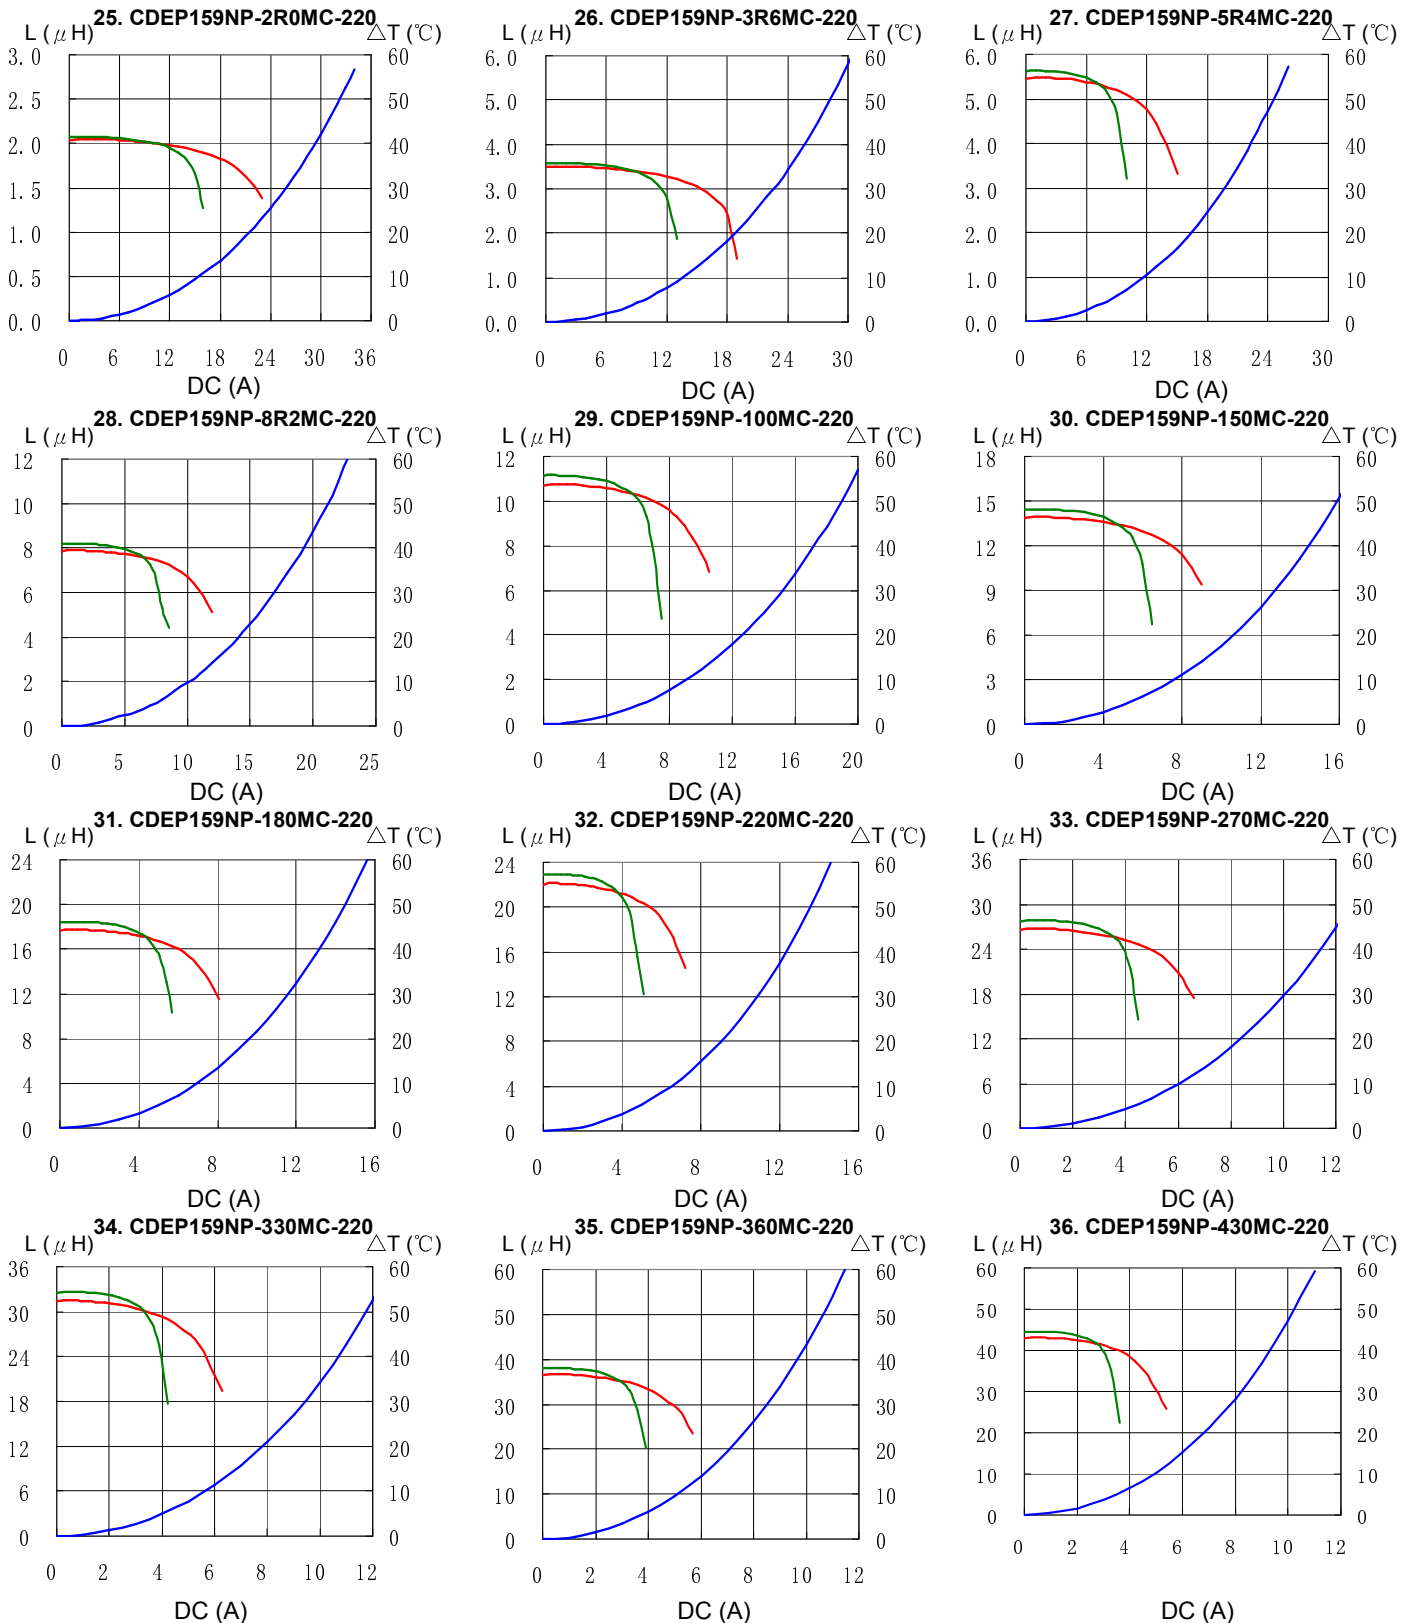 25. CDEP159NP-2R0MC-220
L (μ H) △T (℃)
3.0 60
2.5 50
2.0 40
1.5 30
1.0 20
0.5 10
0.0 0
0 6 12 18 24 30 36
DC (A)
26. CDEP159NP-3R6MC-220
L (μ H) △T (℃)
6.0 60
5.0 50
4.0 40
3.0 30
2.0 20
1.0 10
0.0 0
0 6 12 18 24 30
DC (A)
27. CDEP159NP-5R4MC-220
L (μ H) △T (℃)
6.0 60
5.0 50
4.0 40
3.0 30
2.0 20
1.0 10
0.0 0
0 6 12 18 24 30
DC (A)
28. CDEP159NP-8R2MC-220
L (μ H) △T (℃)
12 60
10 50
8 40
6 30
4 20
2 10
0 0
0 5 10 15 20 25
DC (A)
29. CDEP159NP-100MC-220
L (μ H) △T (℃)
12 60
10 50
8 40
6 30
4 20
2 10
0 0
0 4 8 12 16 20
DC (A)
30. CDEP159NP-150MC-220
L (μ H) △T (℃)
18 60
15 50
12 40
9 30
6 20
3 10
0 0
0 4 8 12 16
DC (A)
31. CDEP159NP-180MC-220
L (μ H) △T (℃)
24 60
20 50
16 40
12 30
8 20
4 10
0 0
0 4 8 12 16
DC (A)
32. CDEP159NP-220MC-220
L (μ H) △T (℃)
24 60
20 50
16 40
12 30
8 20
4 10
0 0
0 4 8 12 16
DC (A)
33. CDEP159NP-270MC-220
L (μ H) △T (℃)
36 60
30 50
24 40
18 30
12 20
6 10
0 0
0 2 4 6 8 10 12
DC (A)
34. CDEP159NP-330MC-220
L (μ H) △T (℃)
36 60
30 50
24 40
18 30
12 20
6 10
0 0
0 2 4 6 8 10 12
DC (A)
35. CDEP159NP-360MC-220
L (μ H) △T (℃)
60 60
50 50
40 40
30 30
20 20
10 10
0 0
0 2 4 6 8 10 12
DC (A)
36. CDEP159NP-430MC-220
L (μ H) △T (℃)
60 60
50 50
40 40
30 30
20 20
10 10
0 0
0 2 4 6 8 10 12
DC (A)